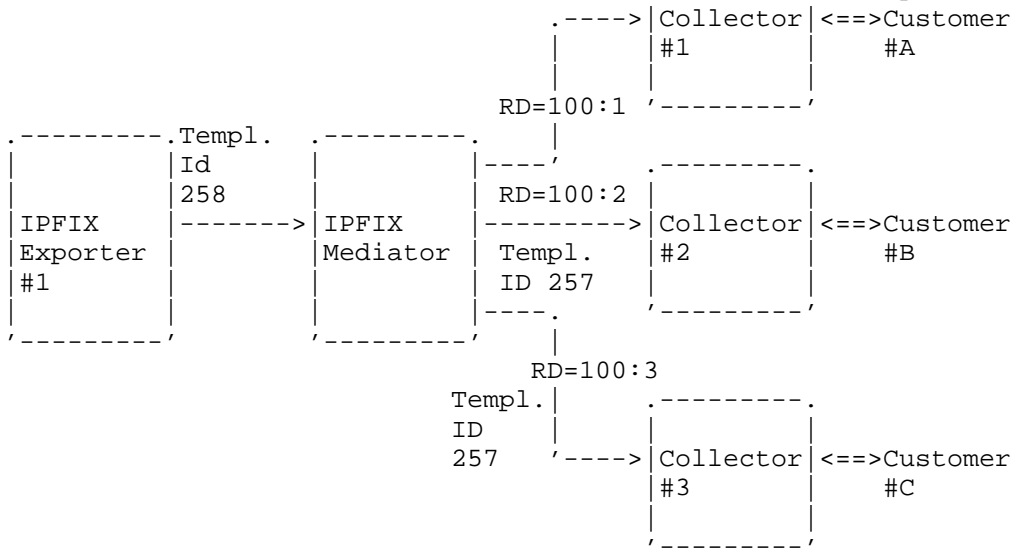 .---->|Collector|<==>Customer
| |#1 | #A
| | |
RD=100:1 '---------'
.---------.Templ. .---------. |
| |Id | |----' .---------.
| |258 | | RD=100:2 | |
|IPFIX |------->|IPFIX |--------->|Collector|<==>Customer
|Exporter | |Mediator | Templ. |#2 | #B
|#1 | | | ID 257 | |
| | | |----. '---------'
'---------' '---------' |
RD=100:3
Templ.| .---------.
ID | | |
257 '---->|Collector|<==>Customer
|#3 | #C
| |
'---------'